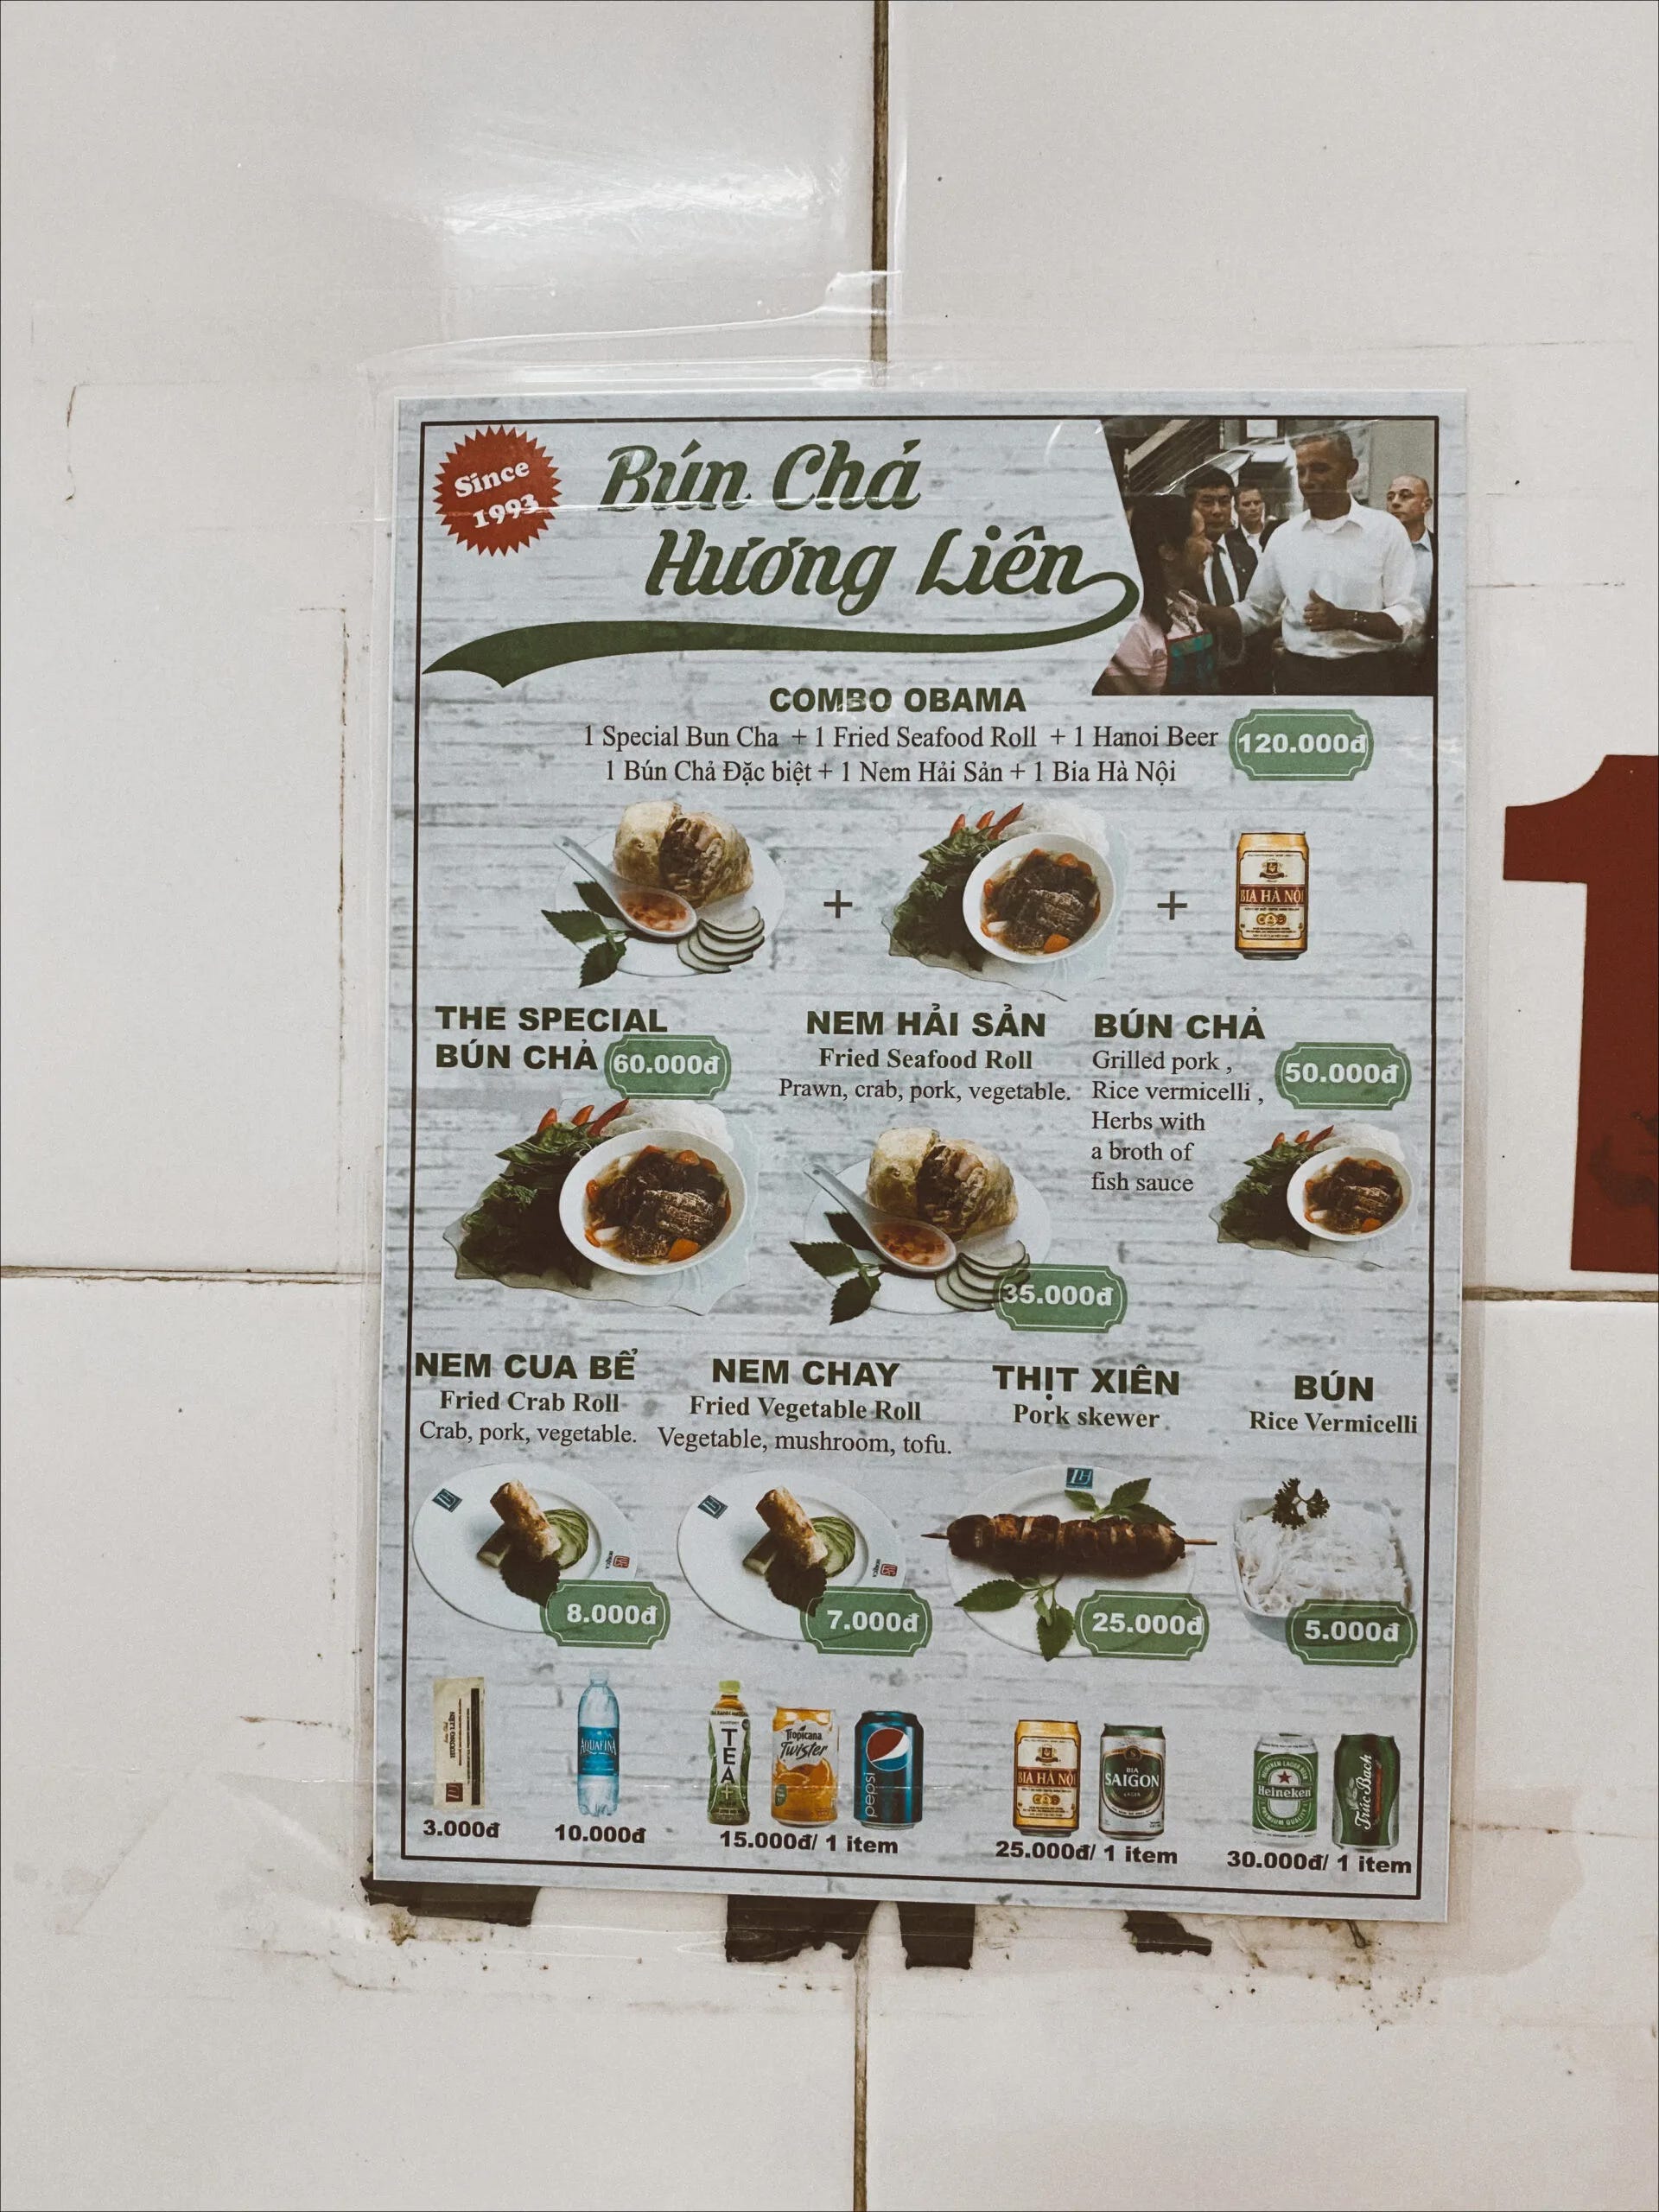 Since
1993
Bún Chả
Hương Liên
COMBO OBAMA
1 Special Bun Cha + 1 Fried Seafood Roll + 1 Hanoi Beer
120.000đ
1 Bún Chả Đặc biệt + 1 Nem Hải Sản + 1 Bia Hà Nội
+
+
BIA HÀ NỘI
THE SPECIAL
BÚN CHẢ
60.000đ
NEM HẢI SẢN
Fried Seafood Roll
Prawn, crab, pork, vegetable.
35.000đ
BÚN CHẢ
Grilled pork ,
Rice vermicelli ,
Herbs with
a broth of
fish sauce
50.000đ
NEM CUA BỂ
Fried Crab Roll
Crab, pork, vegetable.
8.000đ
NEM CHAY
Fried Vegetable Roll
Vegetable, mushroom, tofu.
7.000đ
THỊT XIÊN
Pork skewer
25.000đ
BÚN
Rice Vermicelli
5.000đ
3.000đ
AQUAFINA
10.000đ
TEA+
Tropicana
Twister
pepsi
15.000đ/ 1 item
BIA HÀ NỘI
BIA
SAIGON
LAGER
25.000đ/ 1 item
Heineken
Trúc Bạch
30.000đ/ 1 item
1